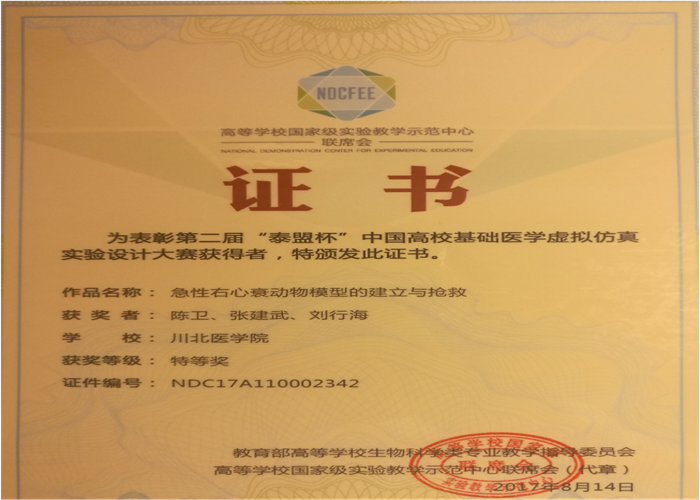 NDCFEE
高等学校国家级实验教学示范中心
联席会
NATIONAL DEMONSTRATION CENTER FOR EXPERIMENTAL EDUCATION
证 书
为表彰第二届“泰盟杯”中国高校基础医学虚拟仿真
实验设计大赛获得者，特颁发此证书。
作品名称： 急性右心衰动物模型的建立与抢救
获 奖 者： 陈卫、张建武、刘行海
学 校： 川北医学院
获奖等级： 特等奖
证件编号： NDC17A110002342
教育部高等学校生物科学类专业教学指导委员会
高等学校国家级实验教学示范中心联席会（代章）
2017年8月14日